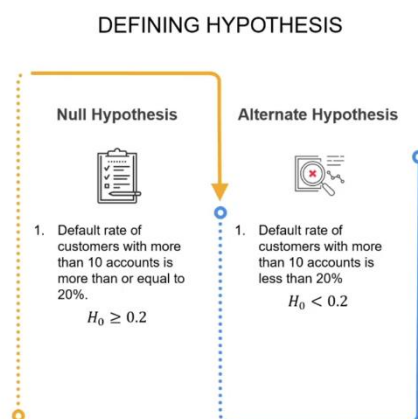 DEFINING HYPOTHESIS
Null Hypothesis
1. Default rate of
customers with more
than 10 accounts is
more than or equal to
20%.
H₀ ≥ 0.2
Alternate Hypothesis
1. Default rate of
customers with more
than 10 accounts is
less than 20%
H₀ < 0.2